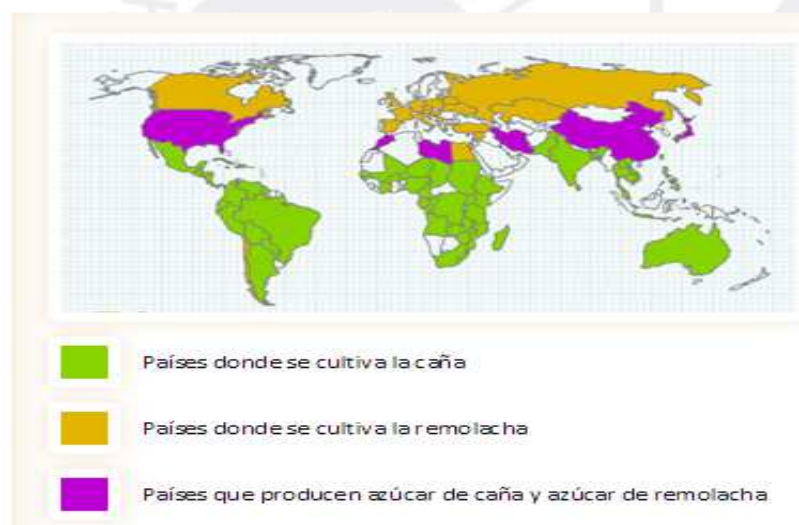 Países donde se cultiva la caña
Países donde se cultiva la remolacha
Países que producen azúcar de caña y azúcar de remolacha